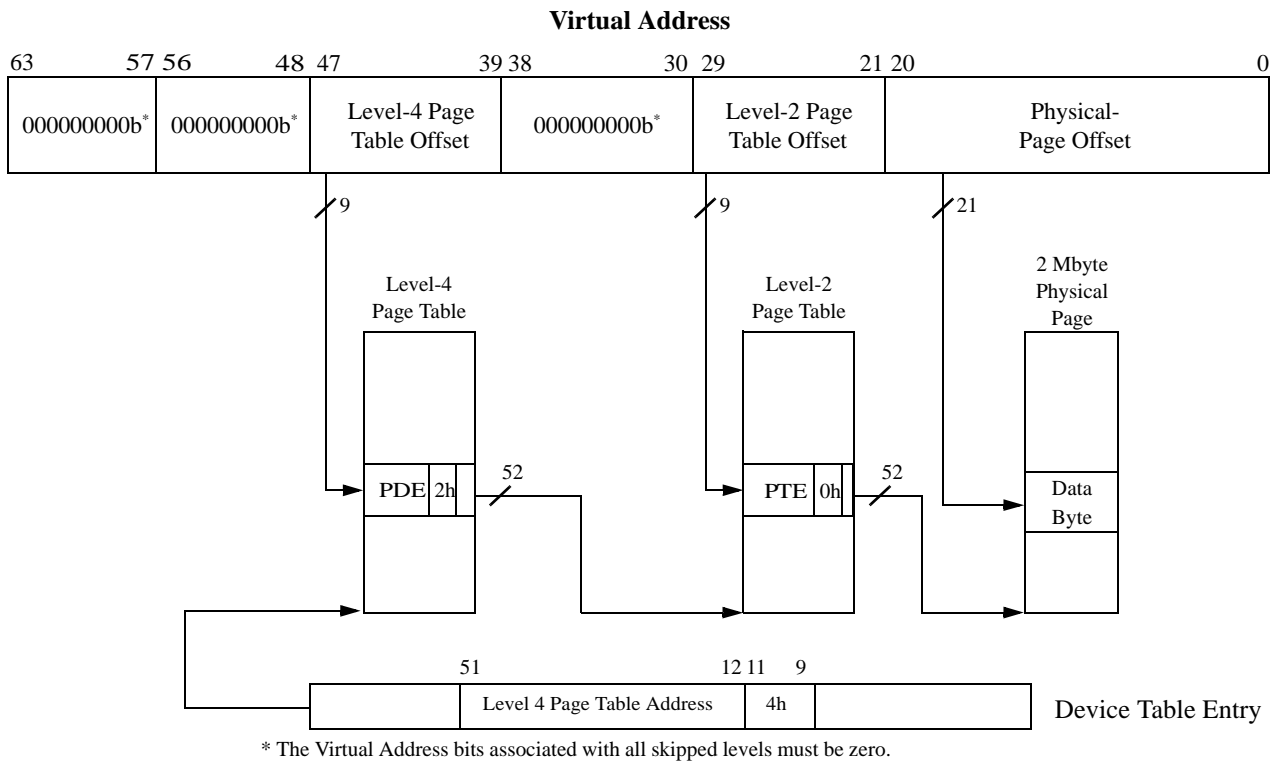 Virtual Address
63 57 56 48 47 39 38 30 29 21 20 0
000000000b* 000000000b* Level-4 Page Table Offset 000000000b* Level-2 Page Table Offset Physical-Page Offset
9 9 21
Level-4
Page Table
Level-2
Page Table
2 Mbyte
Physical
Page
PDE 2h 52
PTE 0h 52
Data
Byte
51 12 11 9
Level 4 Page Table Address 4h
Device Table Entry
* The Virtual Address bits associated with all skipped levels must be zero.